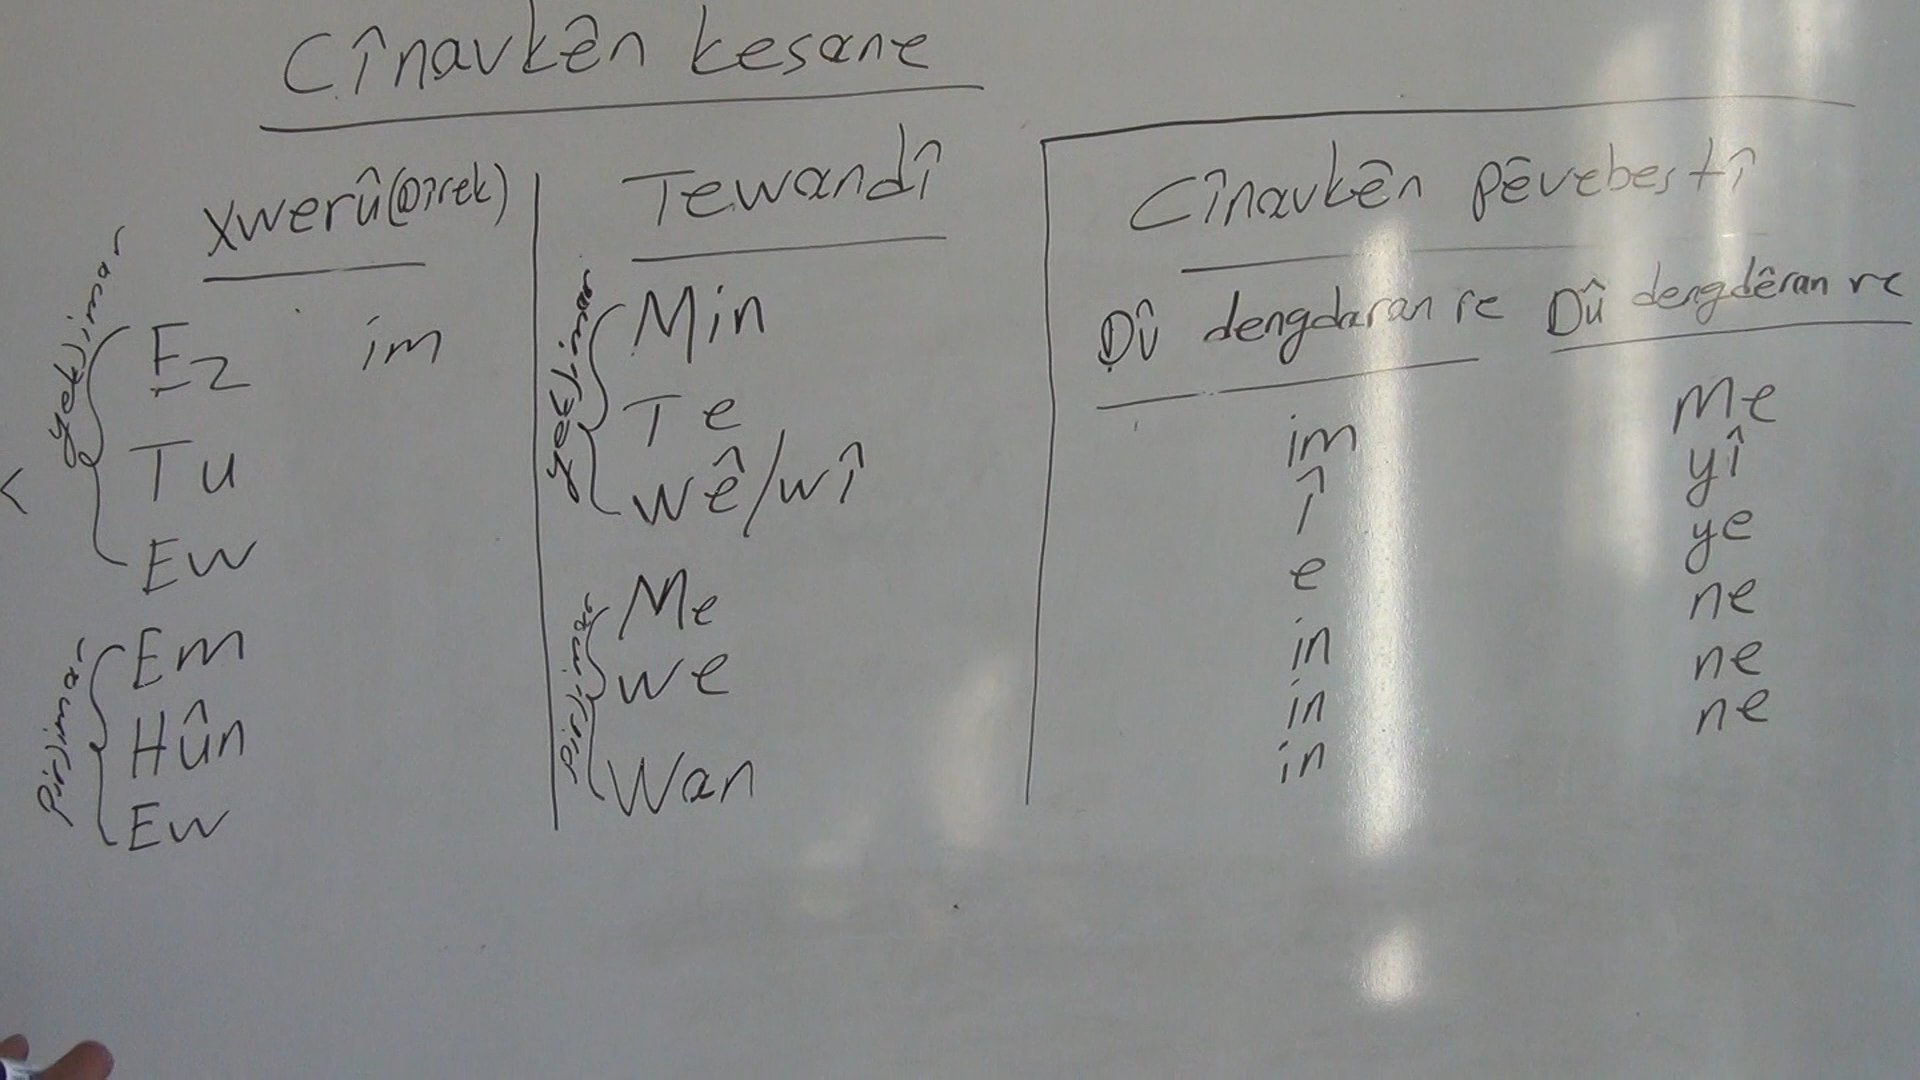 Cînavkên kesane
Xwerû(Dîrek)
yekjimar
Ez im
Tu
Ew
pirjimar
Em
Hûn
Ew
Tewandî
yekjimar
Min
Te
wê/wî
pirjimar
Me
we
Wan
Cînavkên pêvebestî
Dû dengdaran re
im
î
e
in
in
in
Dû dengdêran re
Me
yî
ye
ne
ne
ne